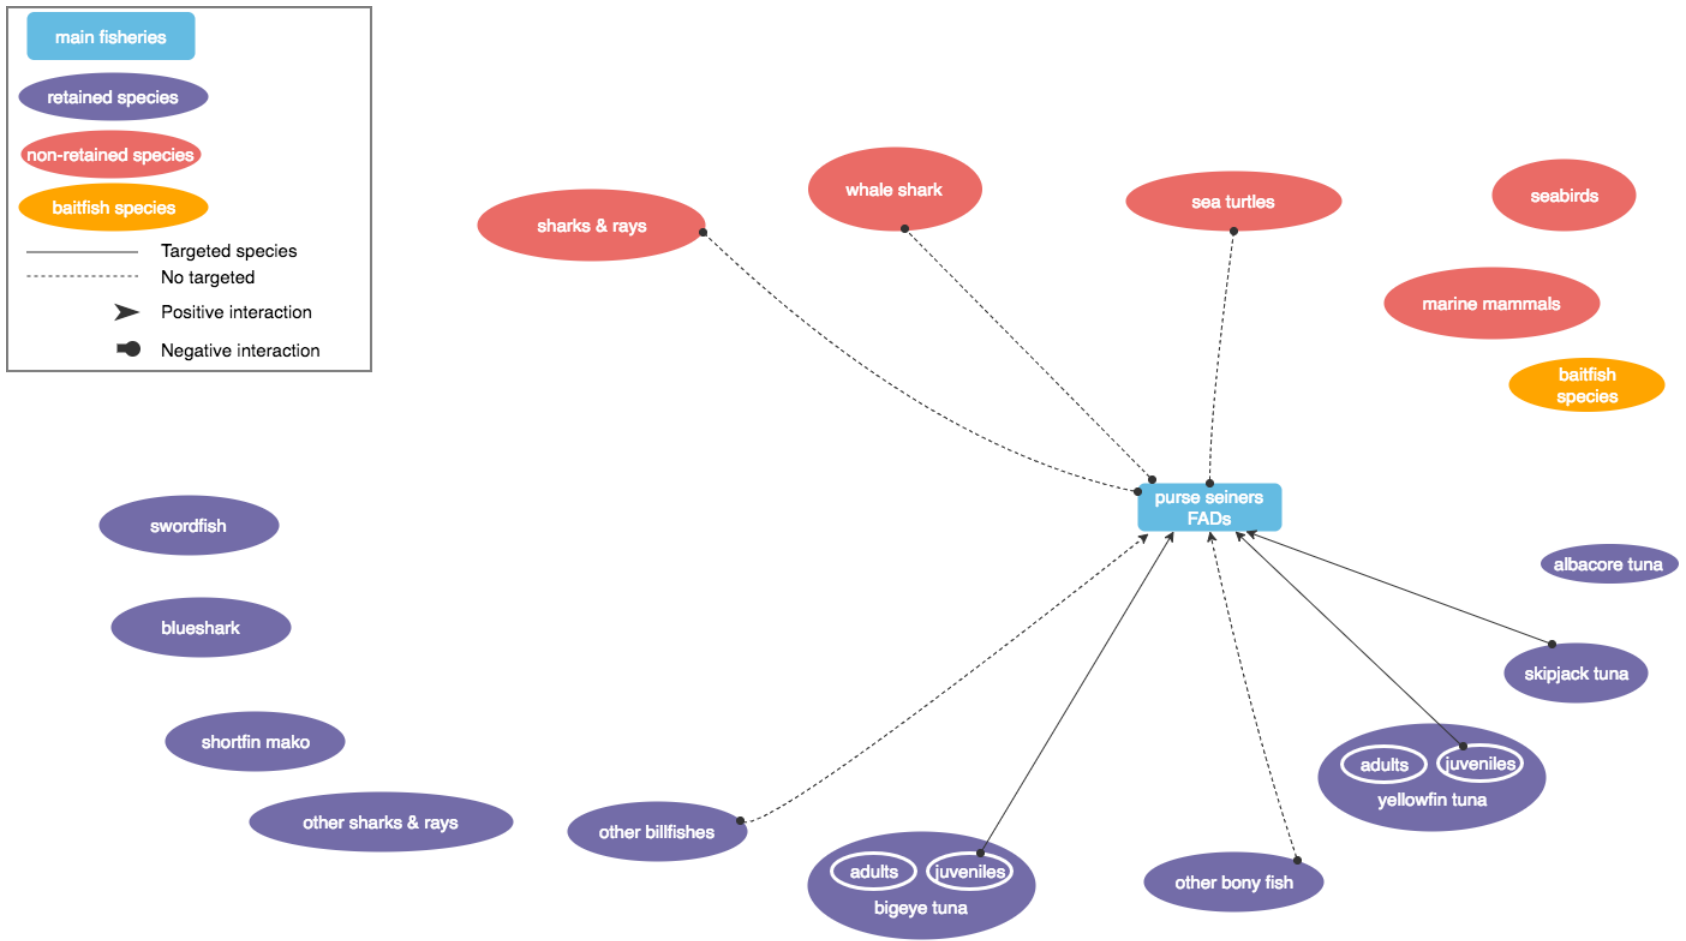 main fisheries
retained species
non-retained species
baitfish species
Targeted species
No targeted
Positive interaction
Negative interaction
sharks & rays
whale shark
sea turtles
seabirds
marine mammals
baitfish
species
purse seiners
FADs
swordfish
blueshark
shortfin mako
other sharks & rays
other billfishes
adults
juveniles
bigeye tuna
other bony fish
adults
juveniles
yellowfin tuna
skipjack tuna
albacore tuna